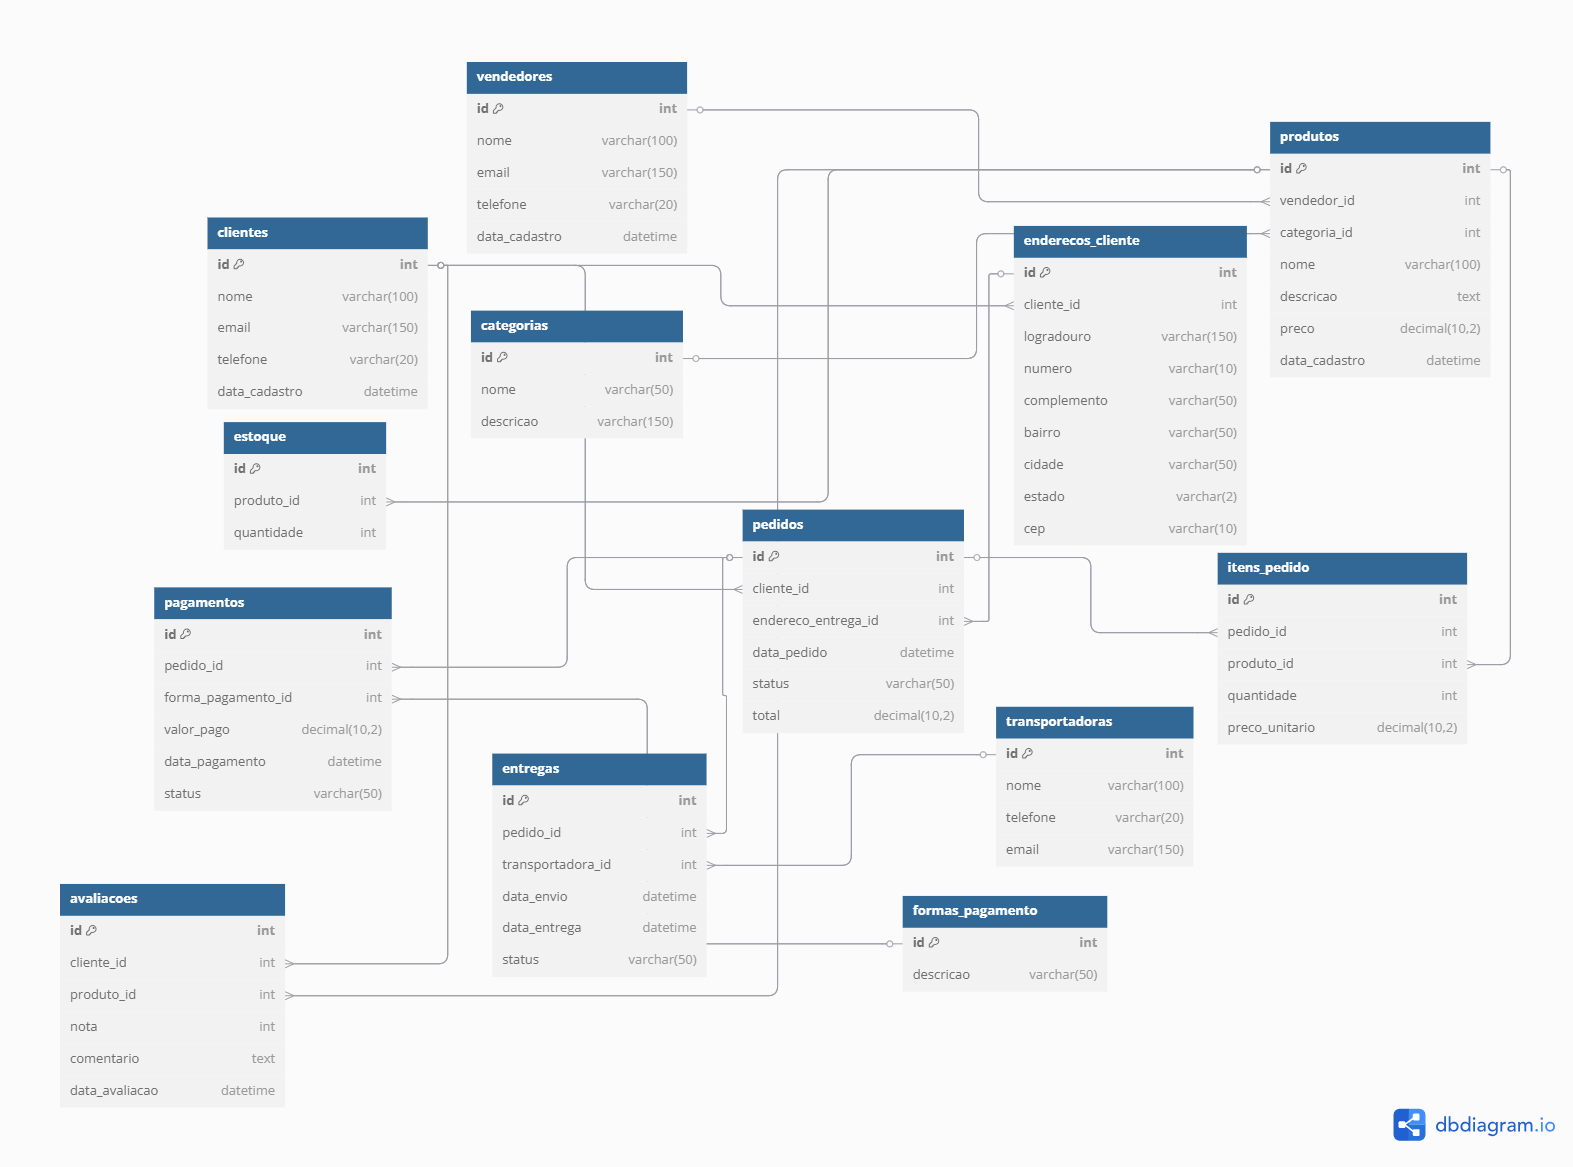 vendedores
id int
nome varchar(100)
email varchar(150)
telefone varchar(20)
data_cadastro datetime
produtos
id int
vendedor_id int
categoria_id int
nome varchar(100)
descricao text
preco decimal(10,2)
data_cadastro datetime
clientes
id int
nome varchar(100)
email varchar(150)
telefone varchar(20)
data_cadastro datetime
enderecos_cliente
id int
cliente_id int
logradouro varchar(150)
numero varchar(10)
complemento varchar(50)
bairro varchar(50)
cidade varchar(50)
estado varchar(2)
cep varchar(10)
categorias
id int
nome varchar(50)
descricao varchar(150)
estoque
id int
produto_id int
quantidade int
pedidos
id int
cliente_id int
endereco_entrega_id int
data_pedido datetime
status varchar(50)
total decimal(10,2)
itens_pedido
id int
pedido_id int
produto_id int
quantidade int
preco_unitario decimal(10,2)
pagamentos
id int
pedido_id int
forma_pagamento_id int
valor_pago decimal(10,2)
data_pagamento datetime
status varchar(50)
transportadoras
id int
nome varchar(100)
telefone varchar(20)
email varchar(150)
entregas
id int
pedido_id int
transportadora_id int
data_envio datetime
data_entrega datetime
status varchar(50)
avaliacoes
id int
cliente_id int
produto_id int
nota int
comentario text
data_avaliacao datetime
formas_pagamento
id int
descricao varchar(50)
dbdiagram.io